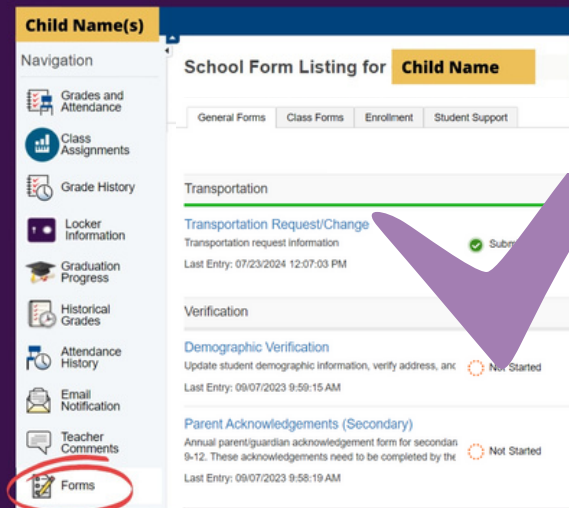 Child Name(s)
Navigation
Grades and
Attendance
Class
Assignments
Grade History
Locker
Information
Graduation
Progress
Historical
Grades
Attendance
History
Email
Notification
Teacher
Comments
Forms
School Form Listing for Child Name
General Forms Class Forms Enrollment Student Support
Transportation
Transportation Request/Change
Transportation request information
Last Entry: 07/23/2024 12:07:03 PM
Verification
Demographic Verification
Update student demographic information, verify address, and Not Started
Last Entry: 09/07/2023 9:59:15 AM
Parent Acknowledgements (Secondary)
Annual parent/guardian acknowledgement form for secondar
9-12. These acknowledgements need to be completed by the Not Started
Last Entry: 09/07/2023 9:58:19 AM